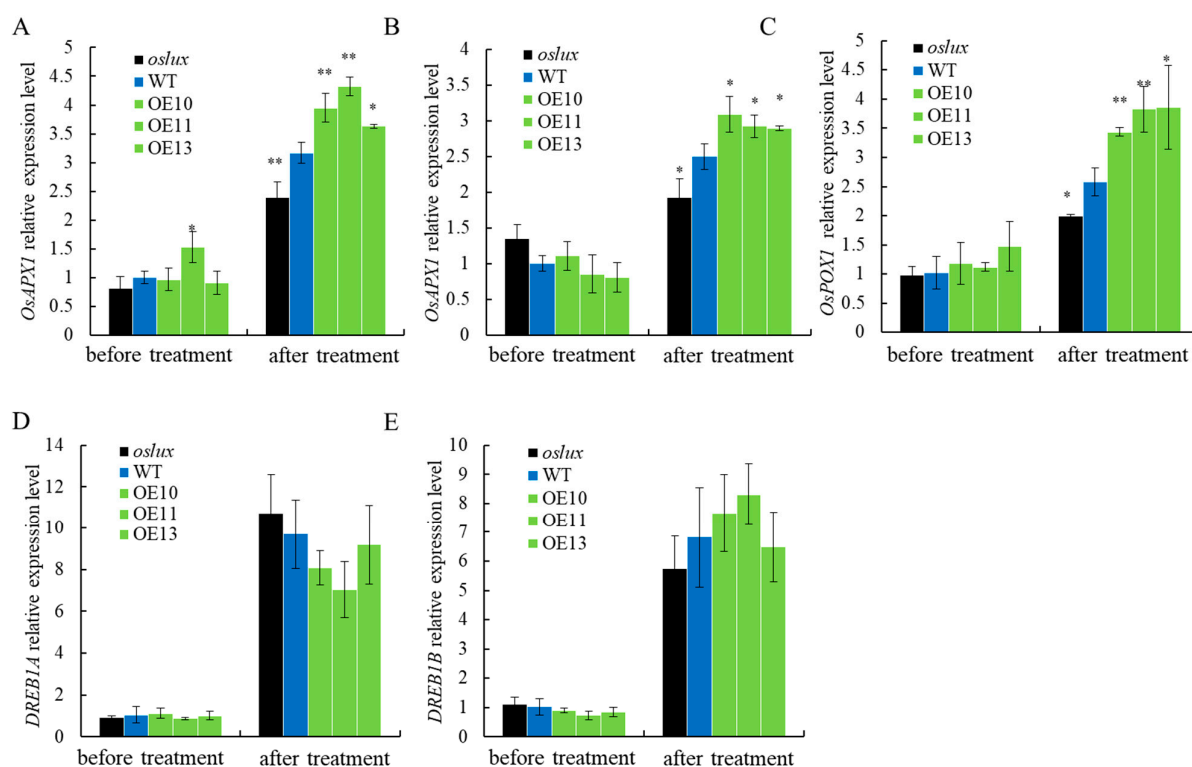 A
OsAPX1 relative expression level
5
4.5
4
3.5
3
2.5
2
1.5
1
0.5
0
oslux
WT
OE10
OE11
OE13
*
**
**
**
*
before treatment
after treatment
B
OsAPX1 relative expression level
4
3.5
3
2.5
2
1.5
1
0.5
0
oslux
WT
OE10
OE11
OE13
*
*
*
*
before treatment
after treatment
C
OsPOX1 relative expression level
5
4.5
4
3.5
3
2.5
2
1.5
1
0.5
0
oslux
WT
OE10
OE11
OE13
*
**
**
*
before treatment
after treatment
D
DREB1A relative expression level
14
12
10
8
6
4
2
0
oslux
WT
OE10
OE11
OE13
before treatment
after treatment
E
DREB1B relative expression level
10
9
8
7
6
5
4
3
2
1
0
oslux
WT
OE10
OE11
OE13
before treatment
after treatment